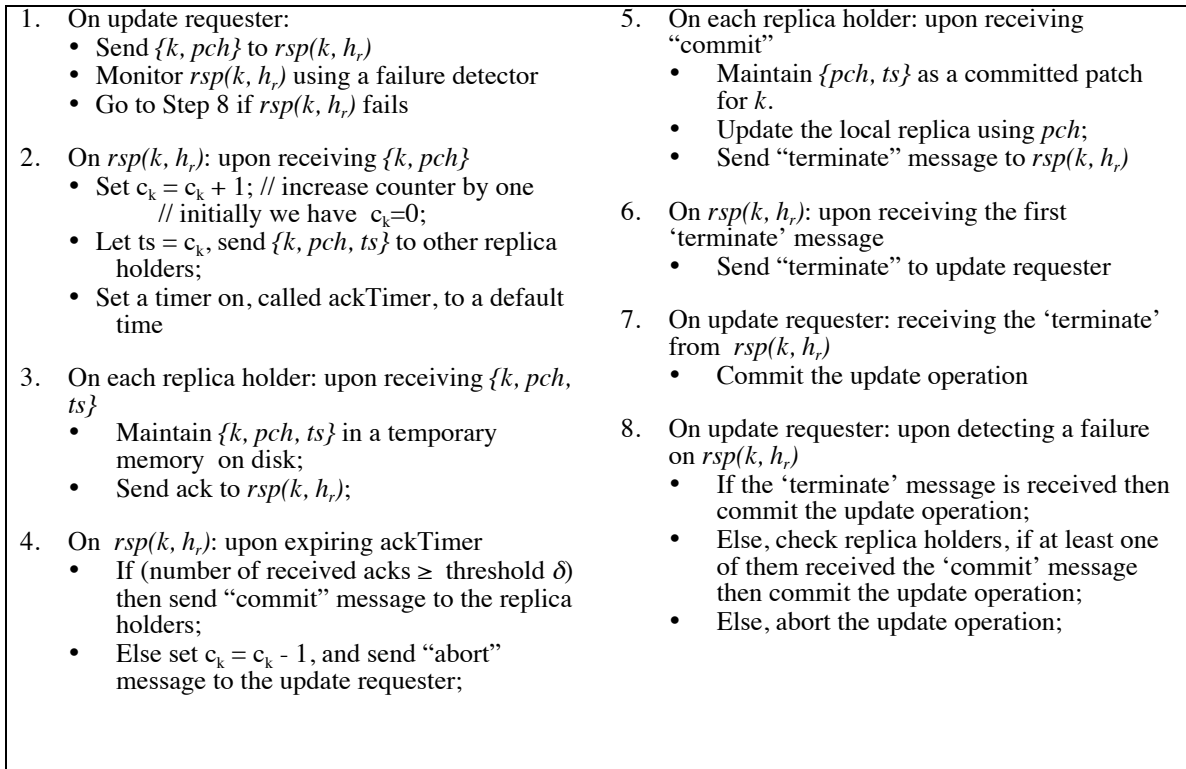 1. On update requester:
• Send {k, pch} to rsp(k, hr)
• Monitor rsp(k, hr) using a failure detector
• Go to Step 8 if rsp(k, hr) fails
2. On rsp(k, hr): upon receiving {k, pch}
• Set ck = ck + 1; // increase counter by one
// initially we have ck=0;
• Let ts = ck, send {k, pch, ts} to other replica
holders;
• Set a timer on, called ackTimer, to a default
time
3. On each replica holder: upon receiving {k, pch,
ts}
• Maintain {k, pch, ts} in a temporary
memory on disk;
• Send ack to rsp(k, hr);
4. On rsp(k, hr): upon expiring ackTimer
• If (number of received acks ≥ threshold δ)
then send “commit” message to the replica
holders;
• Else set ck = ck - 1, and send “abort”
message to the update requester;
5. On each replica holder: upon receiving
“commit”
• Maintain {pch, ts} as a committed patch
for k.
• Update the local replica using pch;
• Send “terminate” message to rsp(k, hr)
6. On rsp(k, hr): upon receiving the first
‘terminate’ message
• Send “terminate” to update requester
7. On update requester: receiving the ‘terminate’
from rsp(k, hr)
• Commit the update operation
8. On update requester: upon detecting a failure
on rsp(k, hr)
• If the ‘terminate’ message is received then
commit the update operation;
• Else, check replica holders, if at least one
of them received the ‘commit’ message
then commit the update operation;
• Else, abort the update operation;